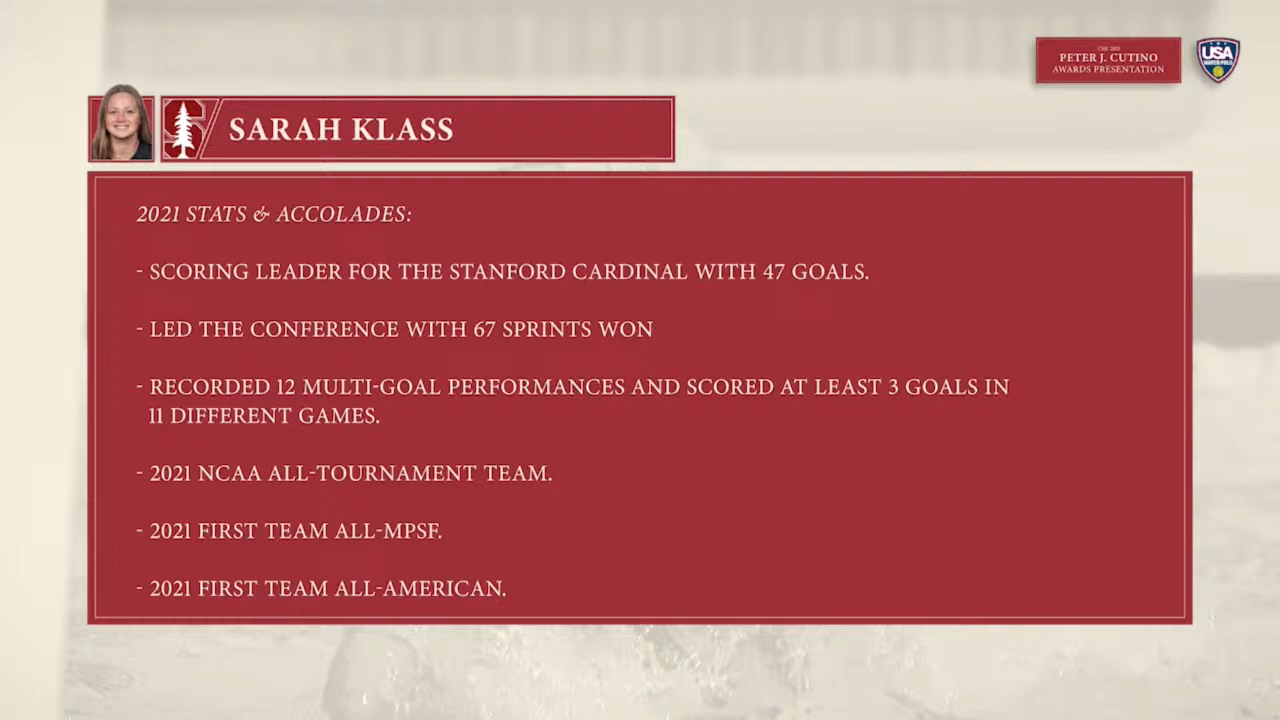 PETER J. CUTINO
AWARDS PRESENTATION
USA
WATER POLO
SARAH KLASS
2021 STATS & ACCOLADES:
- SCORING LEADER FOR THE STANFORD CARDINAL WITH 47 GOALS.
- LED THE CONFERENCE WITH 67 SPRINTS WON
- RECORDED 12 MULTI-GOAL PERFORMANCES AND SCORED AT LEAST 3 GOALS IN
11 DIFFERENT GAMES.
- 2021 NCAA ALL-TOURNAMENT TEAM.
- 2021 FIRST TEAM ALL-MPSF.
- 2021 FIRST TEAM ALL-AMERICAN.